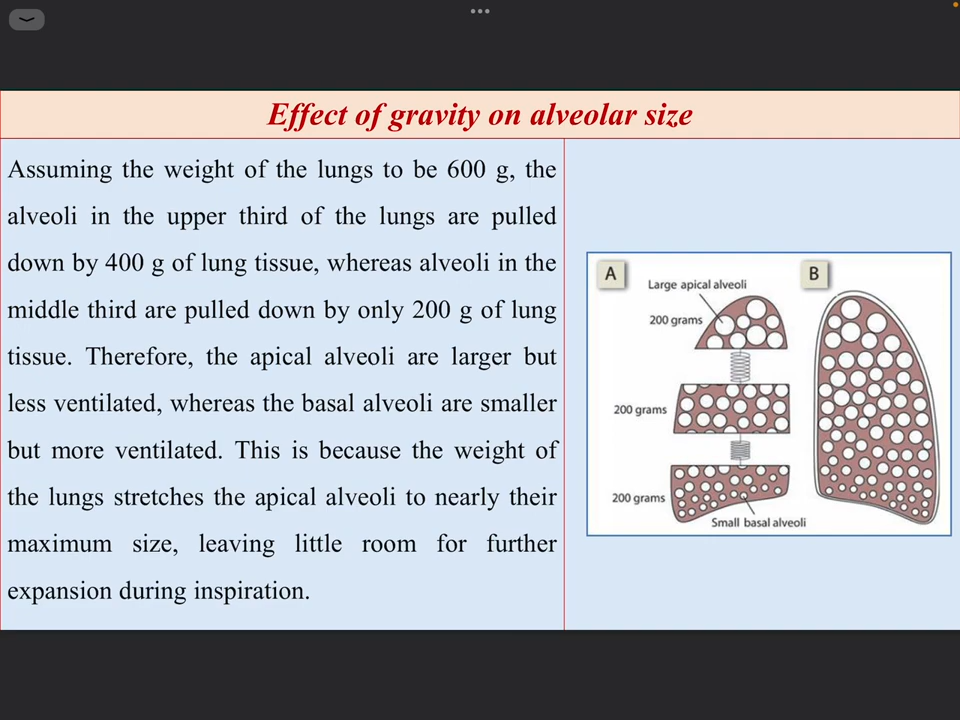 Effect of gravity on alveolar size
Assuming the weight of the lungs to be 600 g, the
alveoli in the upper third of the lungs are pulled
down by 400 g of lung tissue, whereas alveoli in the
middle third are pulled down by only 200 g of lung
tissue. Therefore, the apical alveoli are larger but
less ventilated, whereas the basal alveoli are smaller
but more ventilated. This is because the weight of
the lungs stretches the apical alveoli to nearly their
maximum size, leaving little room for further
expansion during inspiration.
A
B
Large apical alveoli
200 grams
200 grams
200 grams
Small basal alveoli